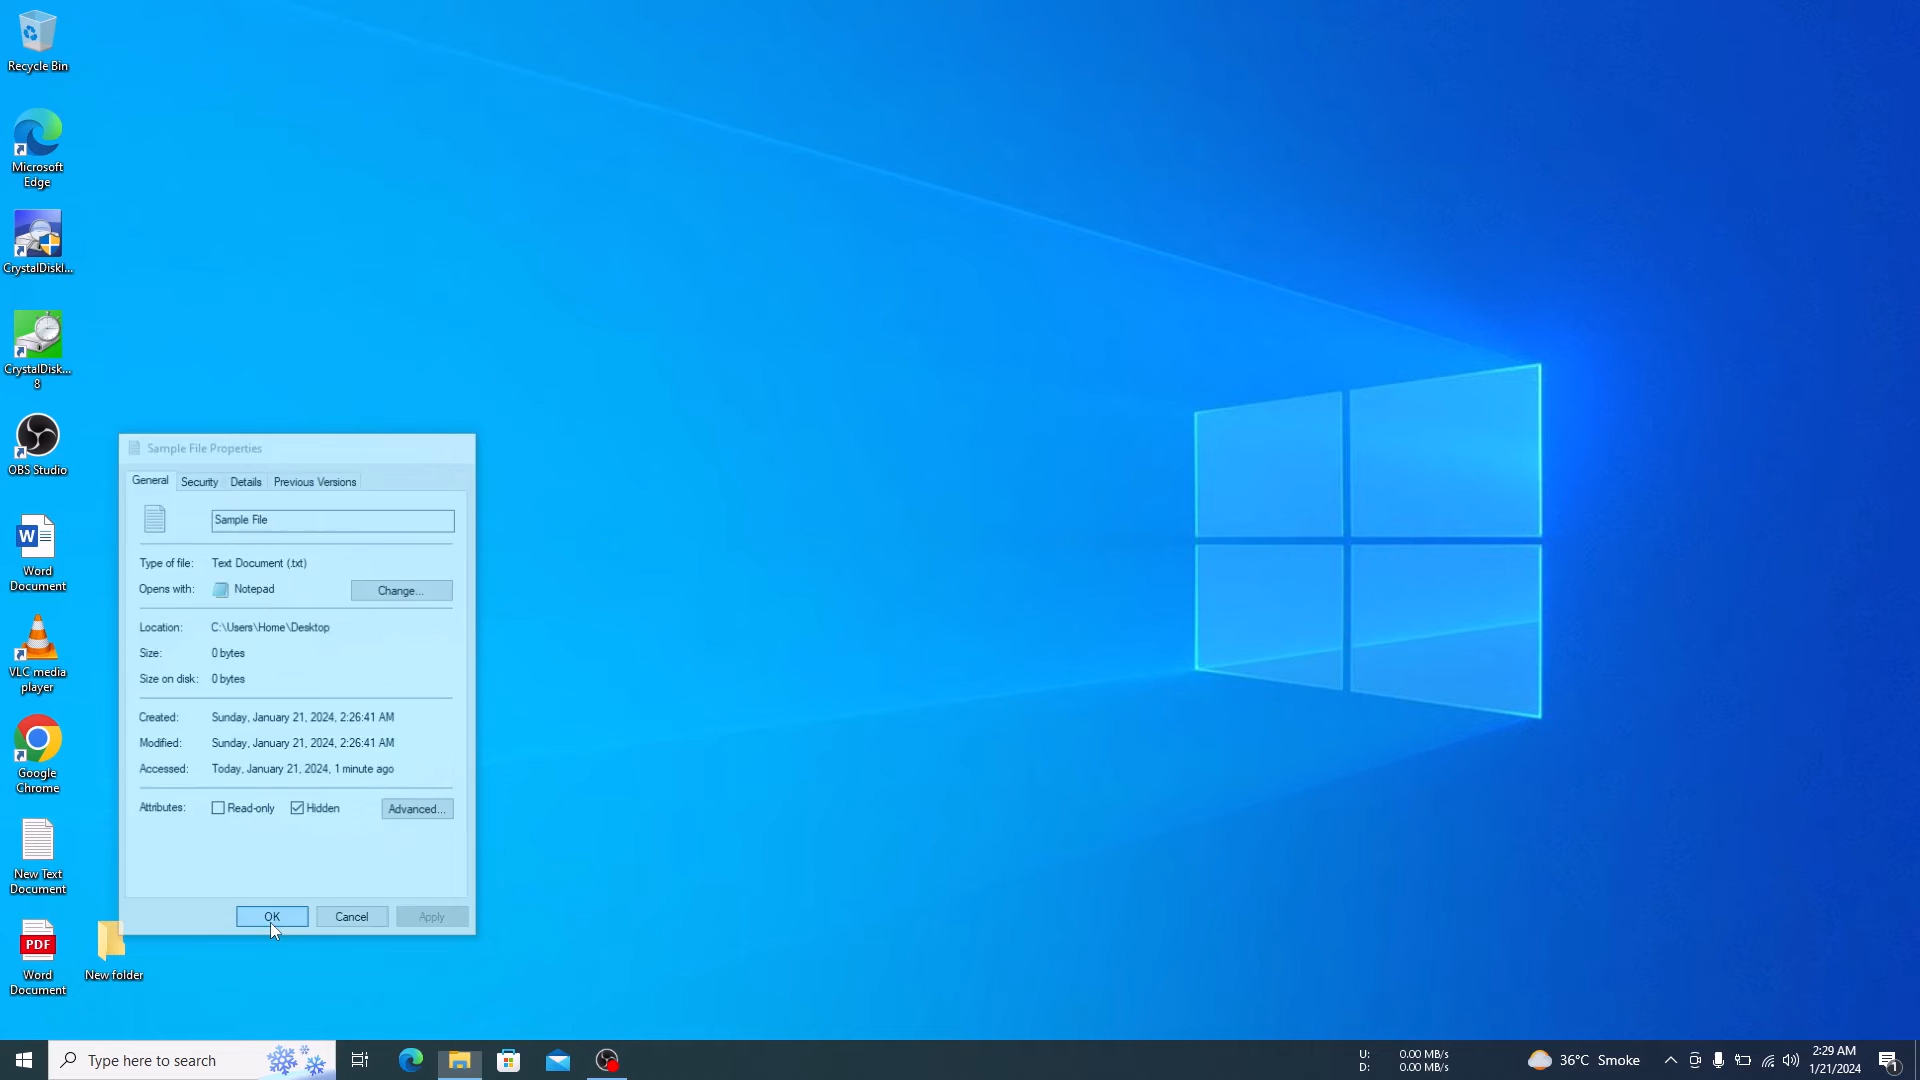 Recycle Bin
Microsoft
Edge
CrystalDiskI...
CrystalDisk...
8
OBS Studio
W
Word
Document
VLC media
player
Google
Chrome
New Text
Document
PDF
Word
Document
New folder
Sample File Properties
General Security Details Previous Versions
Sample File
Type of file: Text Document (.txt)
Opens with: Notepad Change...
Location: C:\Users\Home\Desktop
Size: 0 bytes
Size on disk: 0 bytes
Created: Sunday, January 21, 2024, 2:26:41 AM
Modified: Sunday, January 21, 2024, 2:26:41 AM
Accessed: Today, January 21, 2024, 1 minute ago
Attributes: Read-only Hidden Advanced...
OK Cancel Apply
Type here to search
U: 0.00 MB/s
D: 0.00 MB/s
36°C Smoke
2:29 AM
1/21/2024
1